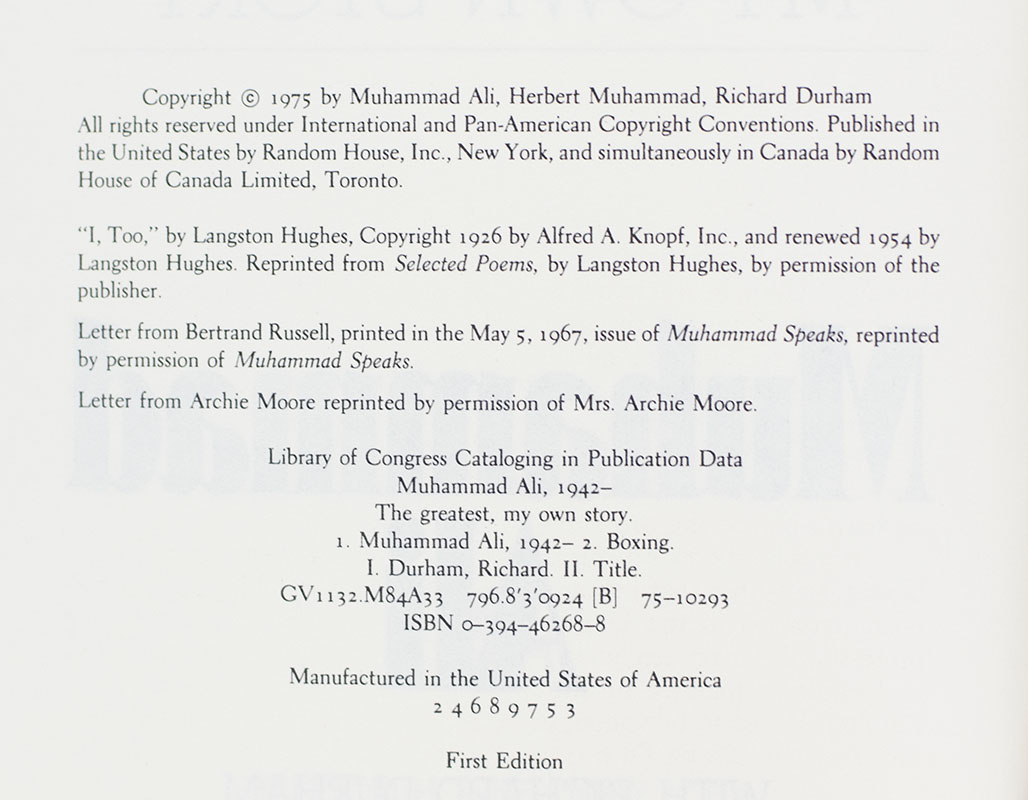 Copyright © 1975 by Muhammad Ali, Herbert Muhammad, Richard Durham
All rights reserved under International and Pan-American Copyright Conventions. Published in
the United States by Random House, Inc., New York, and simultaneously in Canada by Random
House of Canada Limited, Toronto.
“I, Too,” by Langston Hughes, Copyright 1926 by Alfred A. Knopf, Inc., and renewed 1954 by
Langston Hughes. Reprinted from Selected Poems, by Langston Hughes, by permission of the
publisher.
Letter from Bertrand Russell, printed in the May 5, 1967, issue of Muhammad Speaks, reprinted
by permission of Muhammad Speaks.
Letter from Archie Moore reprinted by permission of Mrs. Archie Moore.
Library of Congress Cataloging in Publication Data
Muhammad Ali, 1942–
The greatest, my own story.
1. Muhammad Ali, 1942– 2. Boxing.
I. Durham, Richard. II. Title.
GV1132.M84A33 796.8′3′0924 [B] 75–10293
ISBN 0–394–46268–8
Manufactured in the United States of America
2 4 6 8 9 7 5 3
First Edition